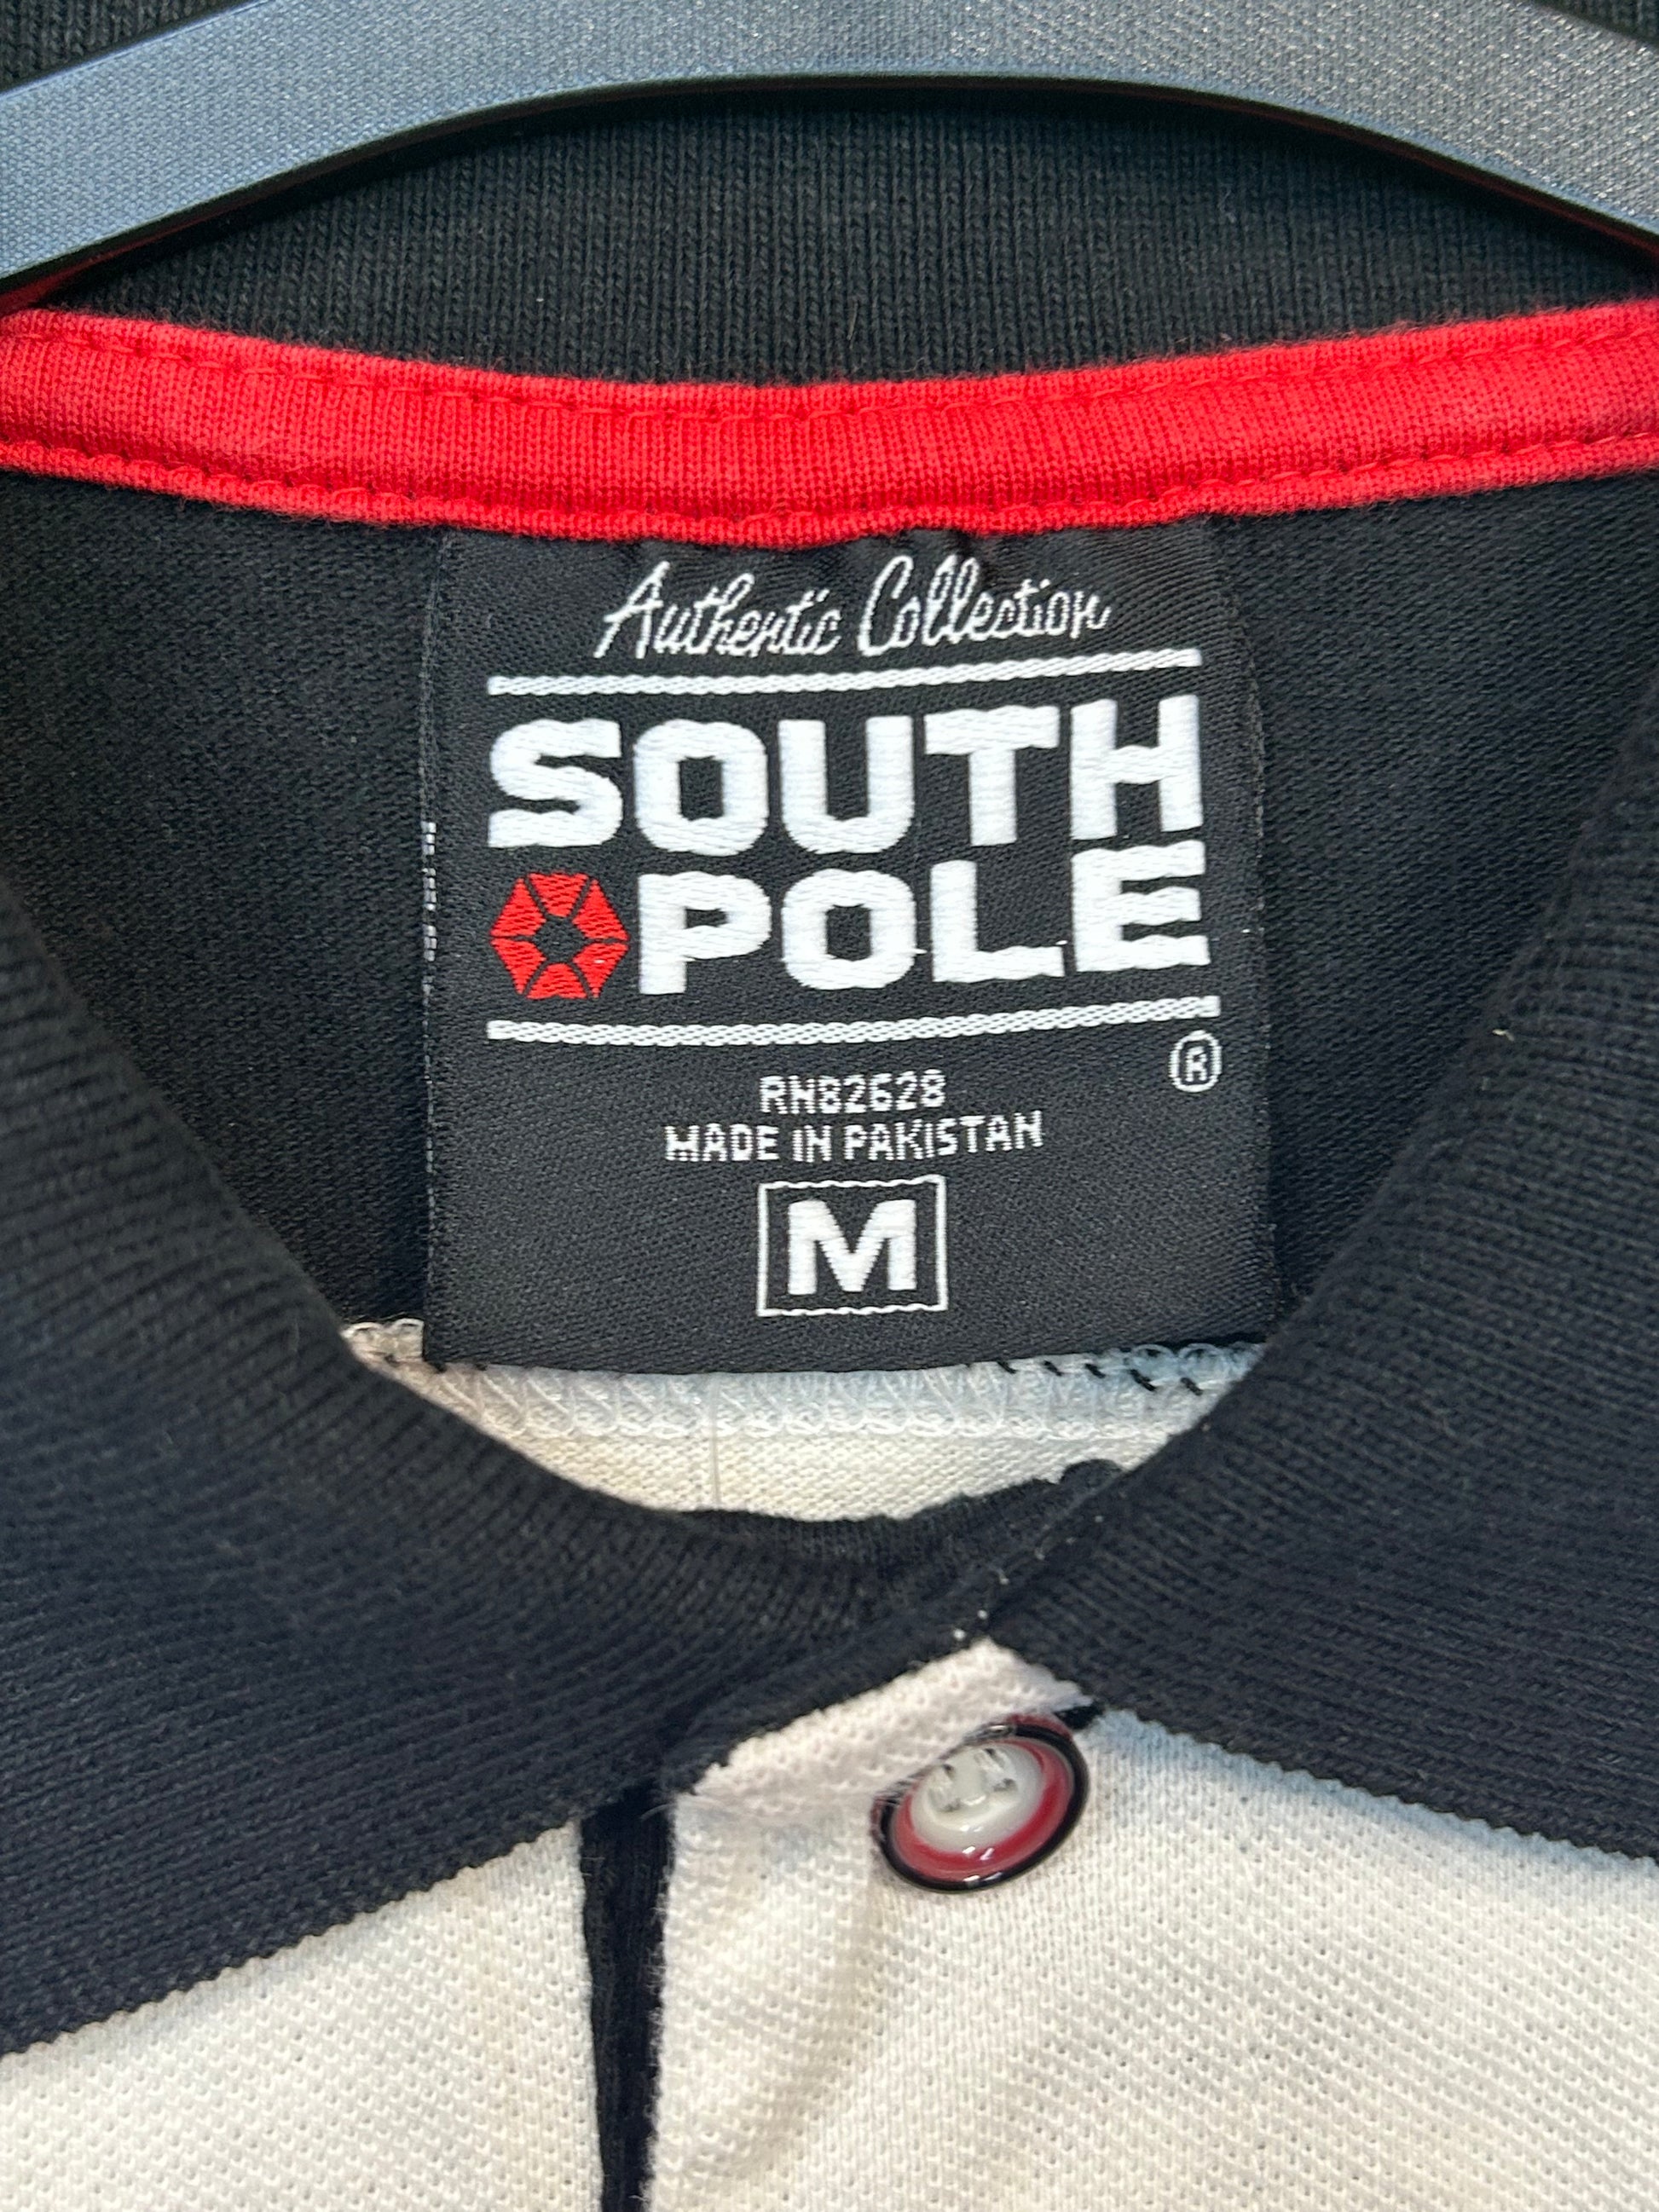 Authentic Collection
SOUTH
POLE
®
RN82628
MADE IN PAKISTAN
M